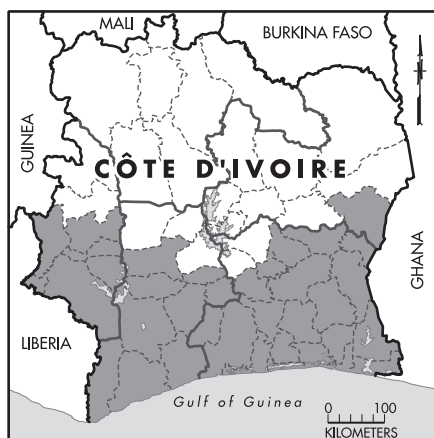 MALI
BURKINA FASO
GUINEA
CÔTE D'IVOIRE
GHANA
LIBERIA
Gulf of Guinea
0 100
KILOMETERS